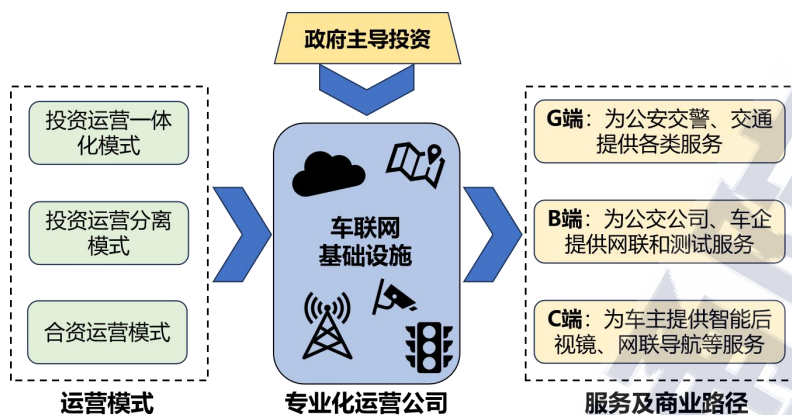 政府主导投资
投资运营一体
化模式
投资运营分离
模式
合资运营模式
运营模式
车联网
基础设施
专业化运营公司
G端：为公安交警、交通
提供各类服务
B端：为公交公司、车企
提供网联和测试服务
C端：为车主提供智能后
视镜、网联导航等服务
服务及商业路径